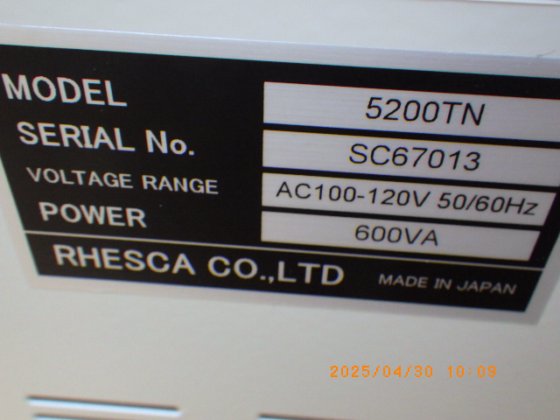 MODEL 5200TN
SERIAL No. SC67013
VOLTAGE RANGE AC100-120V 50/60Hz
POWER 600VA
RHESCA CO.,LTD MADE IN JAPAN
2025/04/30 10:09